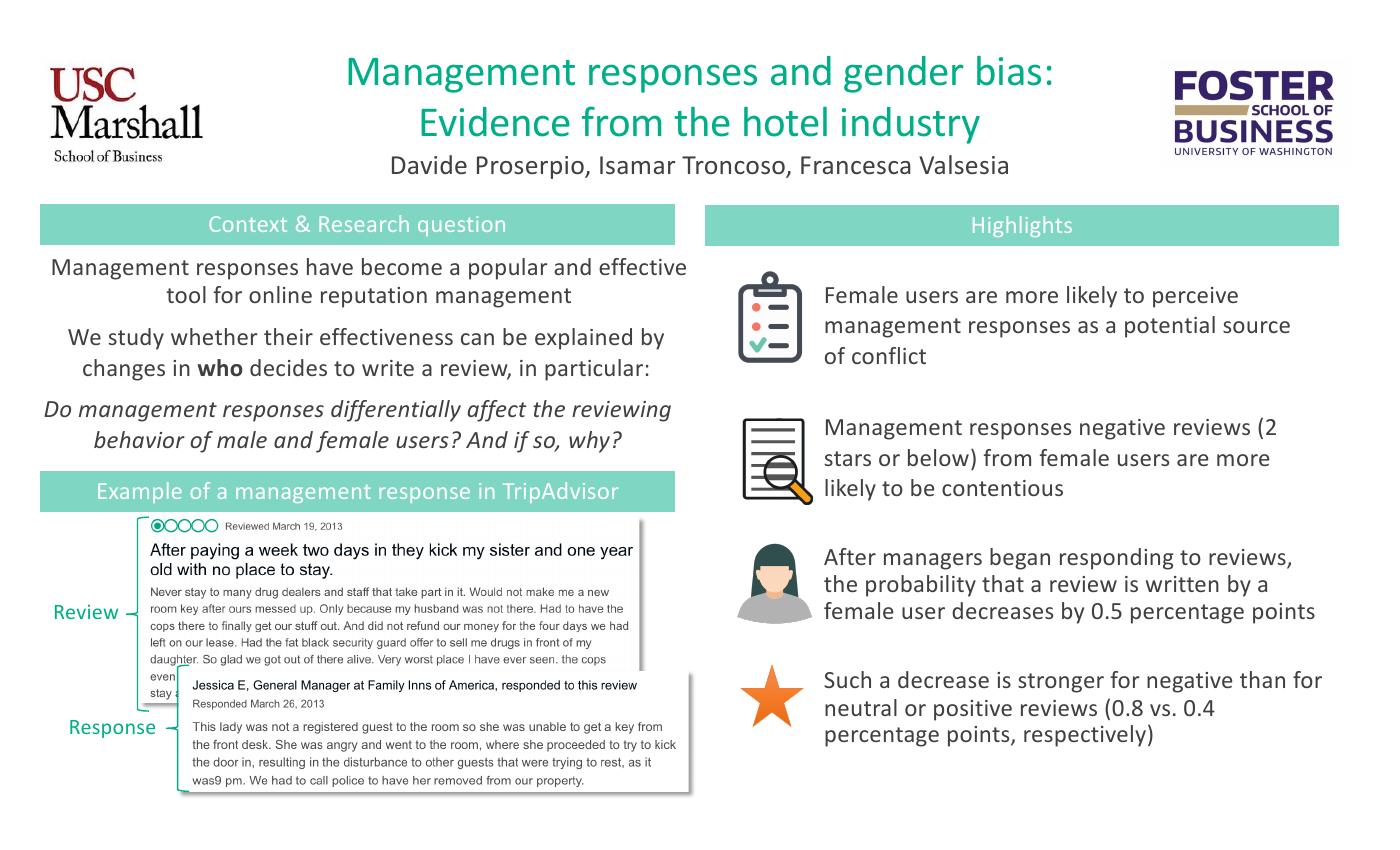 USC
Marshall
School of Business
Management responses and gender bias:
Evidence from the hotel industry
Davide Proserpio, Isamar Troncoso, Francesca Valsesia
FOSTER
SCHOOL OF
BUSINESS
UNIVERSITY OF WASHINGTON
Context & Research question
Management responses have become a popular and effective
tool for online reputation management
We study whether their effectiveness can be explained by
changes in who decides to write a review, in particular:
Do management responses differentially affect the reviewing
behavior of male and female users? And if so, why?
Example of a management response in TripAdvisor
Reviewed March 19, 2013
After paying a week two days in they kick my sister and one year
old with no place to stay.
Never stay to many drug dealers and staff that take part in it. Would not make me a new
room key after ours messed up. Only because my husband was not there. Had to have the
cops there to finally get our stuff out. And did not refund our money for the four days we had
left on our lease. Had the fat black security guard offer to sell me drugs in front of my
daughter. So glad we got out of there alive. Very worst place I have ever seen. the cops
even
stay
Review
Jessica E, General Manager at Family Inns of America, responded to this review
Responded March 26, 2013
This lady was not a registered guest to the room so she was unable to get a key from
the front desk. She was angry and went to the room, where she proceeded to try to kick
the door in, resulting in the disturbance to other guests that were trying to rest, as it
was9 pm. We had to call police to have her removed from our property.
Response
Highlights
Female users are more likely to perceive
management responses as a potential source
of conflict
Management responses negative reviews (2
stars or below) from female users are more
likely to be contentious
After managers began responding to reviews,
the probability that a review is written by a
female user decreases by 0.5 percentage points
Such a decrease is stronger for negative than for
neutral or positive reviews (0.8 vs. 0.4
percentage points, respectively)